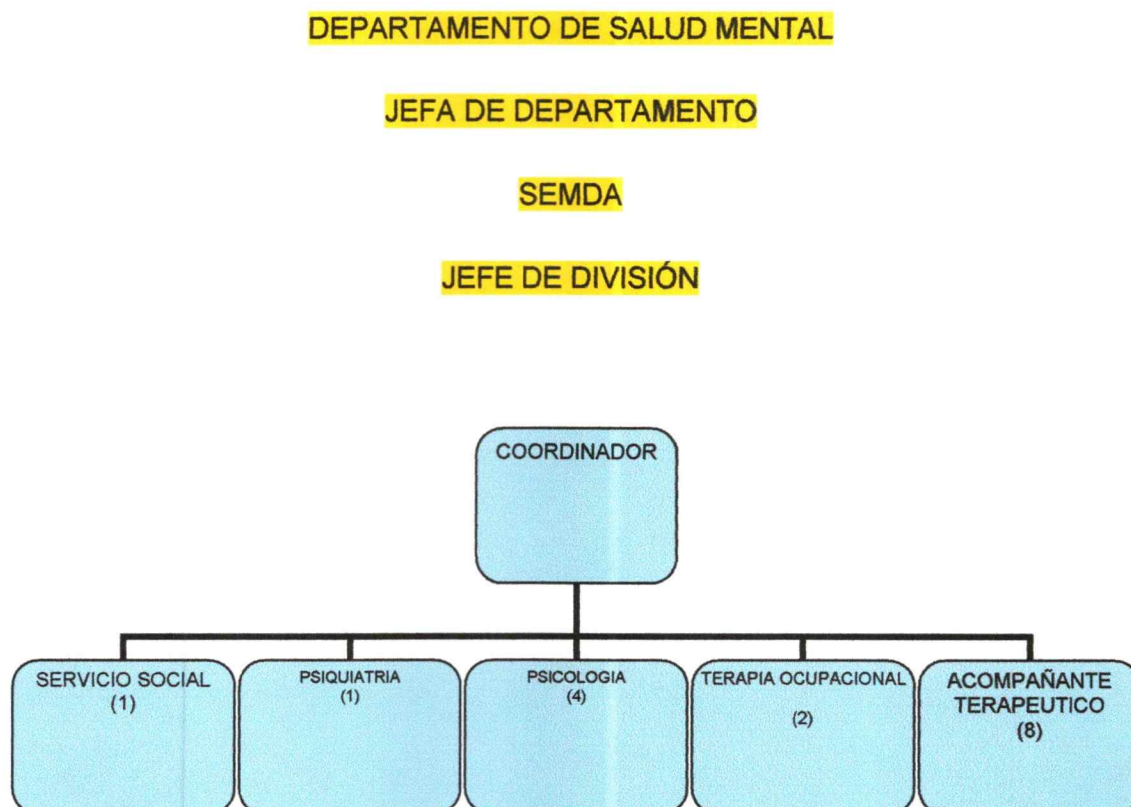 DEPARTAMENTO DE SALUD MENTAL
JEFA DE DEPARTAMENTO
SEMDA
JEFE DE DIVISIÓN
COORDINADOR
SERVICIO SOCIAL
(1)
PSIQUIATRIA
(1)
PSICOLOGIA
(4)
TERAPIA OCUPACIONAL
(2)
ACOMPAÑANTE
TERAPEUTICO
(8)